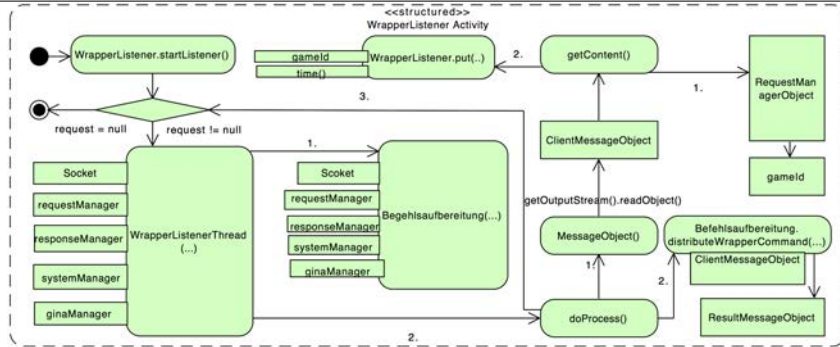 <<structured>>
WrapperListener Activity
WrapperListener.startListener()
gameId
time()
WrapperListener.put(..)
2.
getContent()
1.
RequestMan
agerObject
gameId
3.
request = null
request != null
1.
ClientMessageObject
getOutputStream().readObject()
Socket
requestManager
responseManager
systemManager
ginaManager
WrapperListenerThread
(...)
Scoket
requestManager
responseManager
systemManager
ginaManager
Begehlsaufbereitung(...)
MessageObject()
Befehlsaufbereitung.
distributeWrapperCommand(...)
ClientMessageObject
1.
2.
doProcess()
ResultMessageObject
2.